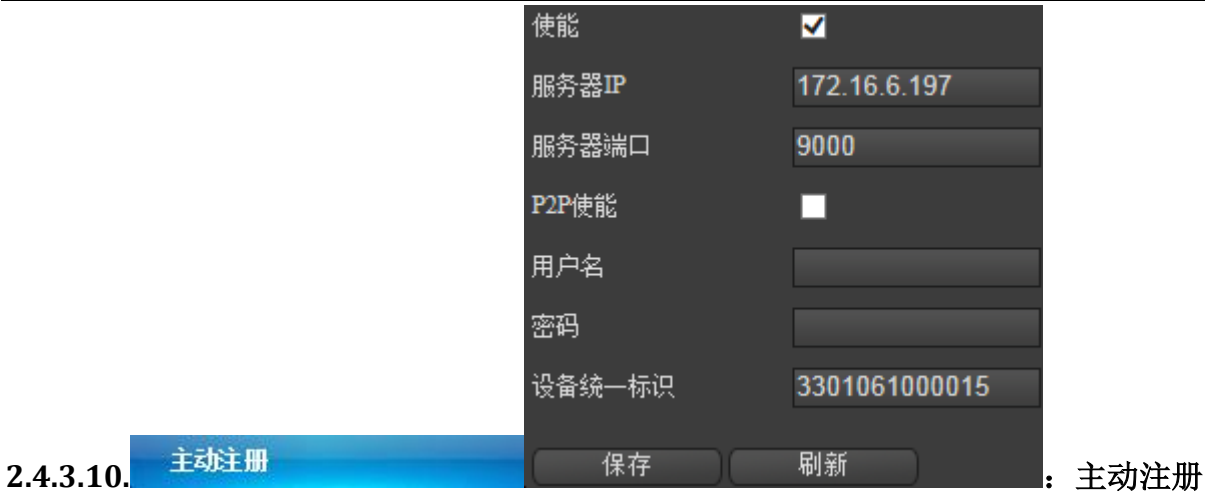 使能
服务器IP 172.16.6.197
服务器端口 9000
P2P使能
用户名
密码
设备统一标识 3301061000015
2.4.3.10. 主动注册 保存 刷新 ：主动注册